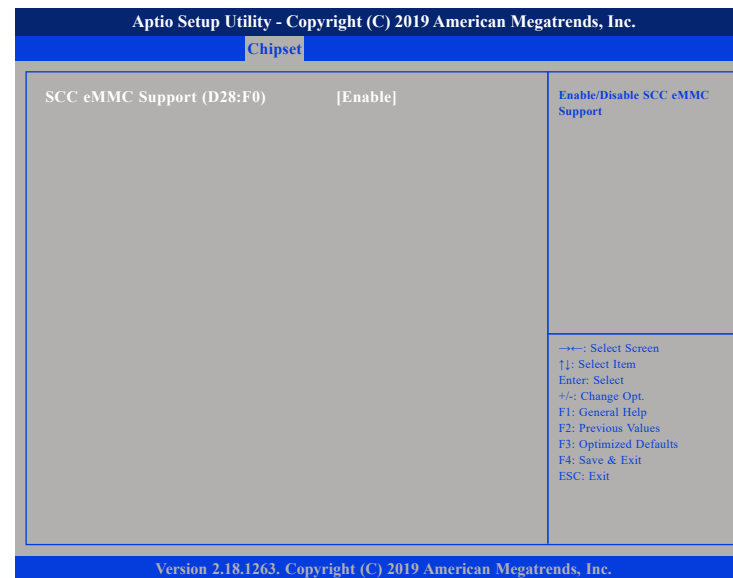 Aptio Setup Utility - Copyright (C) 2019 American Megatrends, Inc.
Chipset
SCC eMMC Support (D28:F0) [Enable]
Enable/Disable SCC eMMC
Support
→←: Select Screen
↑↓: Select Item
Enter: Select
+/-: Change Opt.
F1: General Help
F2: Previous Values
F3: Optimized Defaults
F4: Save & Exit
ESC: Exit
Version 2.18.1263. Copyright (C) 2019 American Megatrends, Inc.